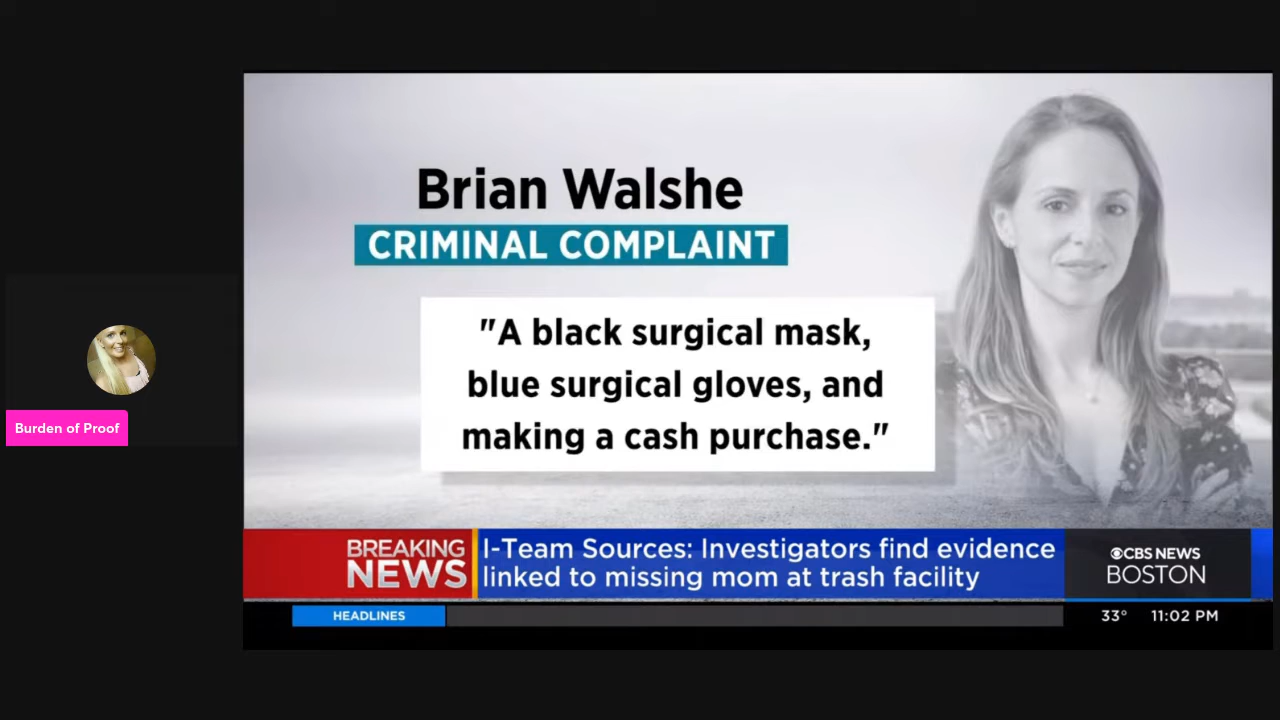 Brian Walshe
CRIMINAL COMPLAINT
"A black surgical mask,
blue surgical gloves, and
making a cash purchase."
Burden of Proof
BREAKING
NEWS
I-Team Sources: Investigators find evidence
linked to missing mom at trash facility
CBS NEWS
BOSTON
HEADLINES
33° 11:02 PM